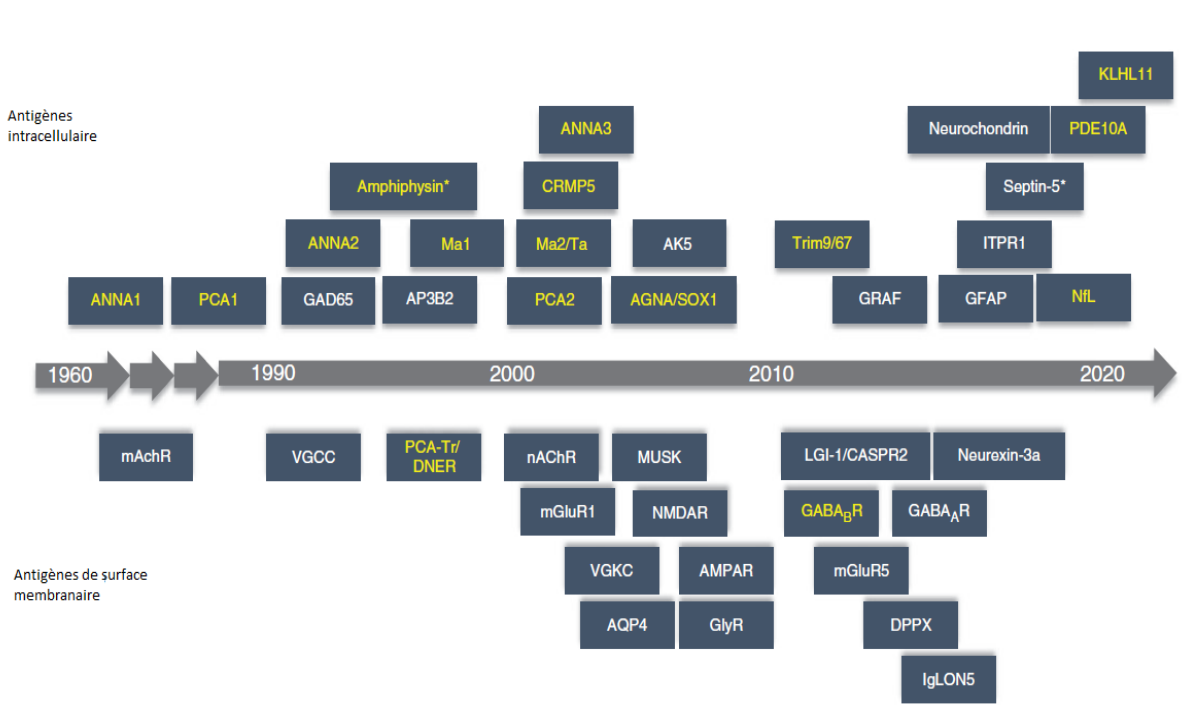 KLHL11
Antigènes
intracellulaire
ANNA3
Neurochondrin
PDE10A
Amphiphysin*
CRMP5
Septin-5*
ANNA2
Ma1
Ma2/Ta
AK5
Trim9/67
ITPR1
ANNA1
PCA1
GAD65
AP3B2
PCA2
AGNA/SOX1
GRAF
GFAP
NfL
1960
1990
2000
2010
2020
mAchR
VGCC
PCA-Tr/
DNER
nAChR
MUSK
LGI-1/CASPR2
Neurexin-3a
mGluR1
NMDAR
GABABR
GABAAR
VGKC
AMPAR
mGluR5
Antigènes de surface
membranaire
AQP4
GlyR
DPPX
IgLON5